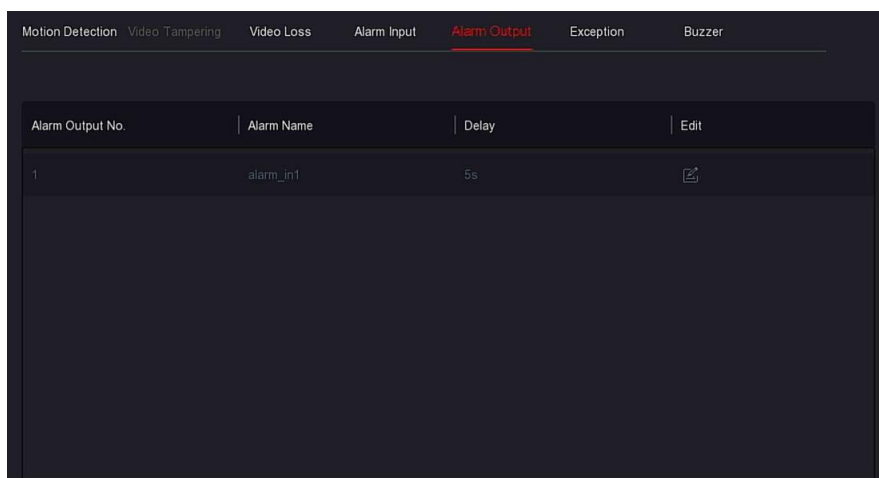 Motion Detection Video Tampering Video Loss Alarm Input Alarm Output Exception Buzzer
Alarm Output No. Alarm Name Delay Edit
1 alarm_in1 5s